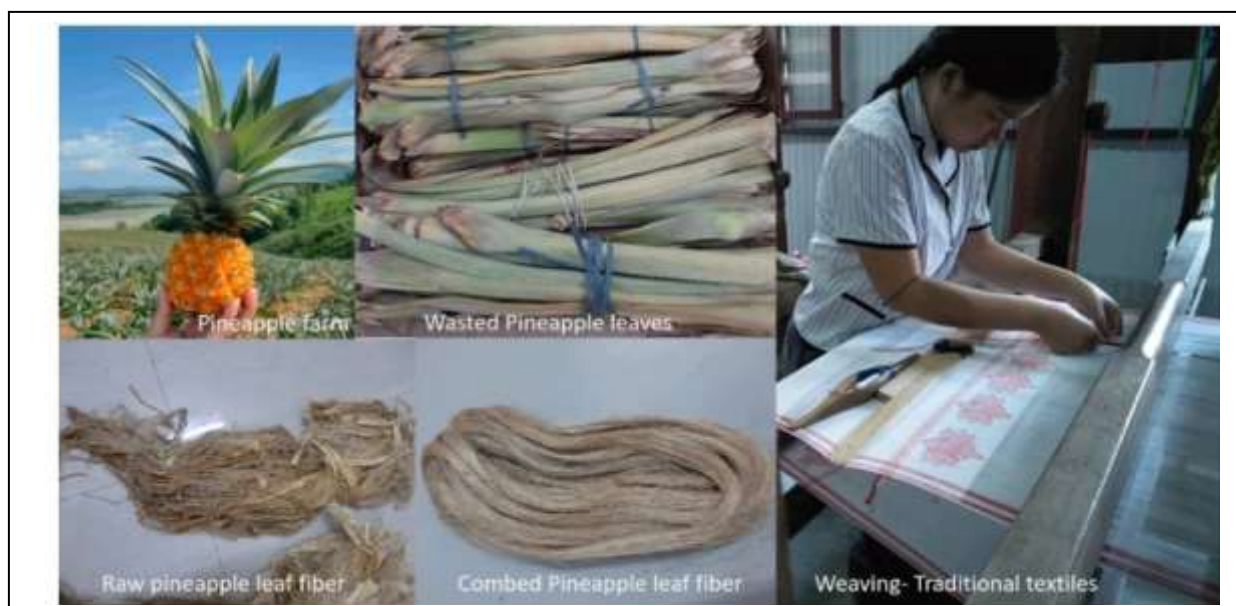 Pineapple farm
Wasted Pineapple leaves
Raw pineapple leaf fiber
Combed Pineapple leaf fiber
Weaving- Traditional textiles